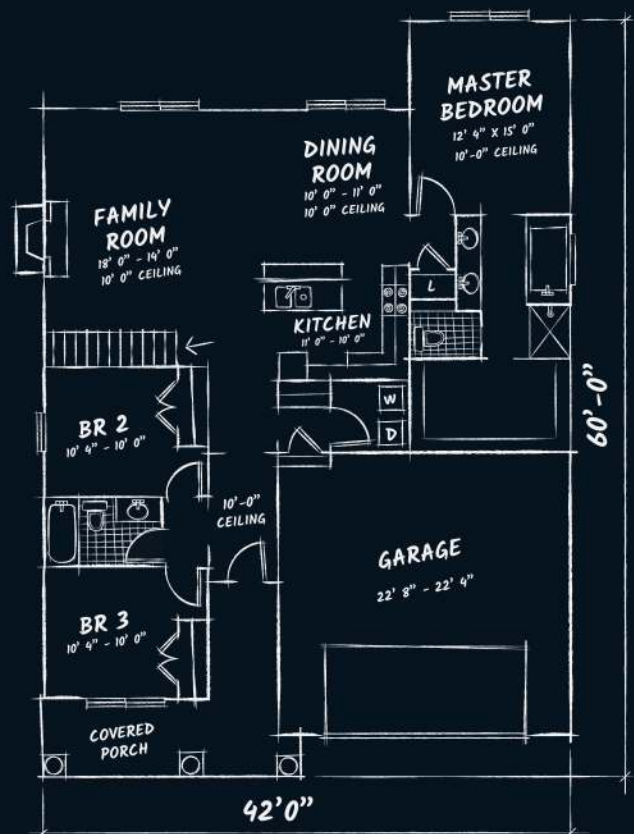 MASTER
BEDROOM
12' 4" X 15' 0"
10'-0" CEILING
DINING
ROOM
10' 0" - 11' 0"
10' 0" CEILING
FAMILY
ROOM
18' 0" - 14' 0"
10' 0" CEILING
L
KITCHEN
11' 0" - 10' 0"
W
D
BR 2
10' 4" - 10' 0"
10'-0"
CEILING
60'-0"
GARAGE
22' 8" - 22' 4"
BR 3
10' 4" - 10' 0"
COVERED
PORCH
42'0"